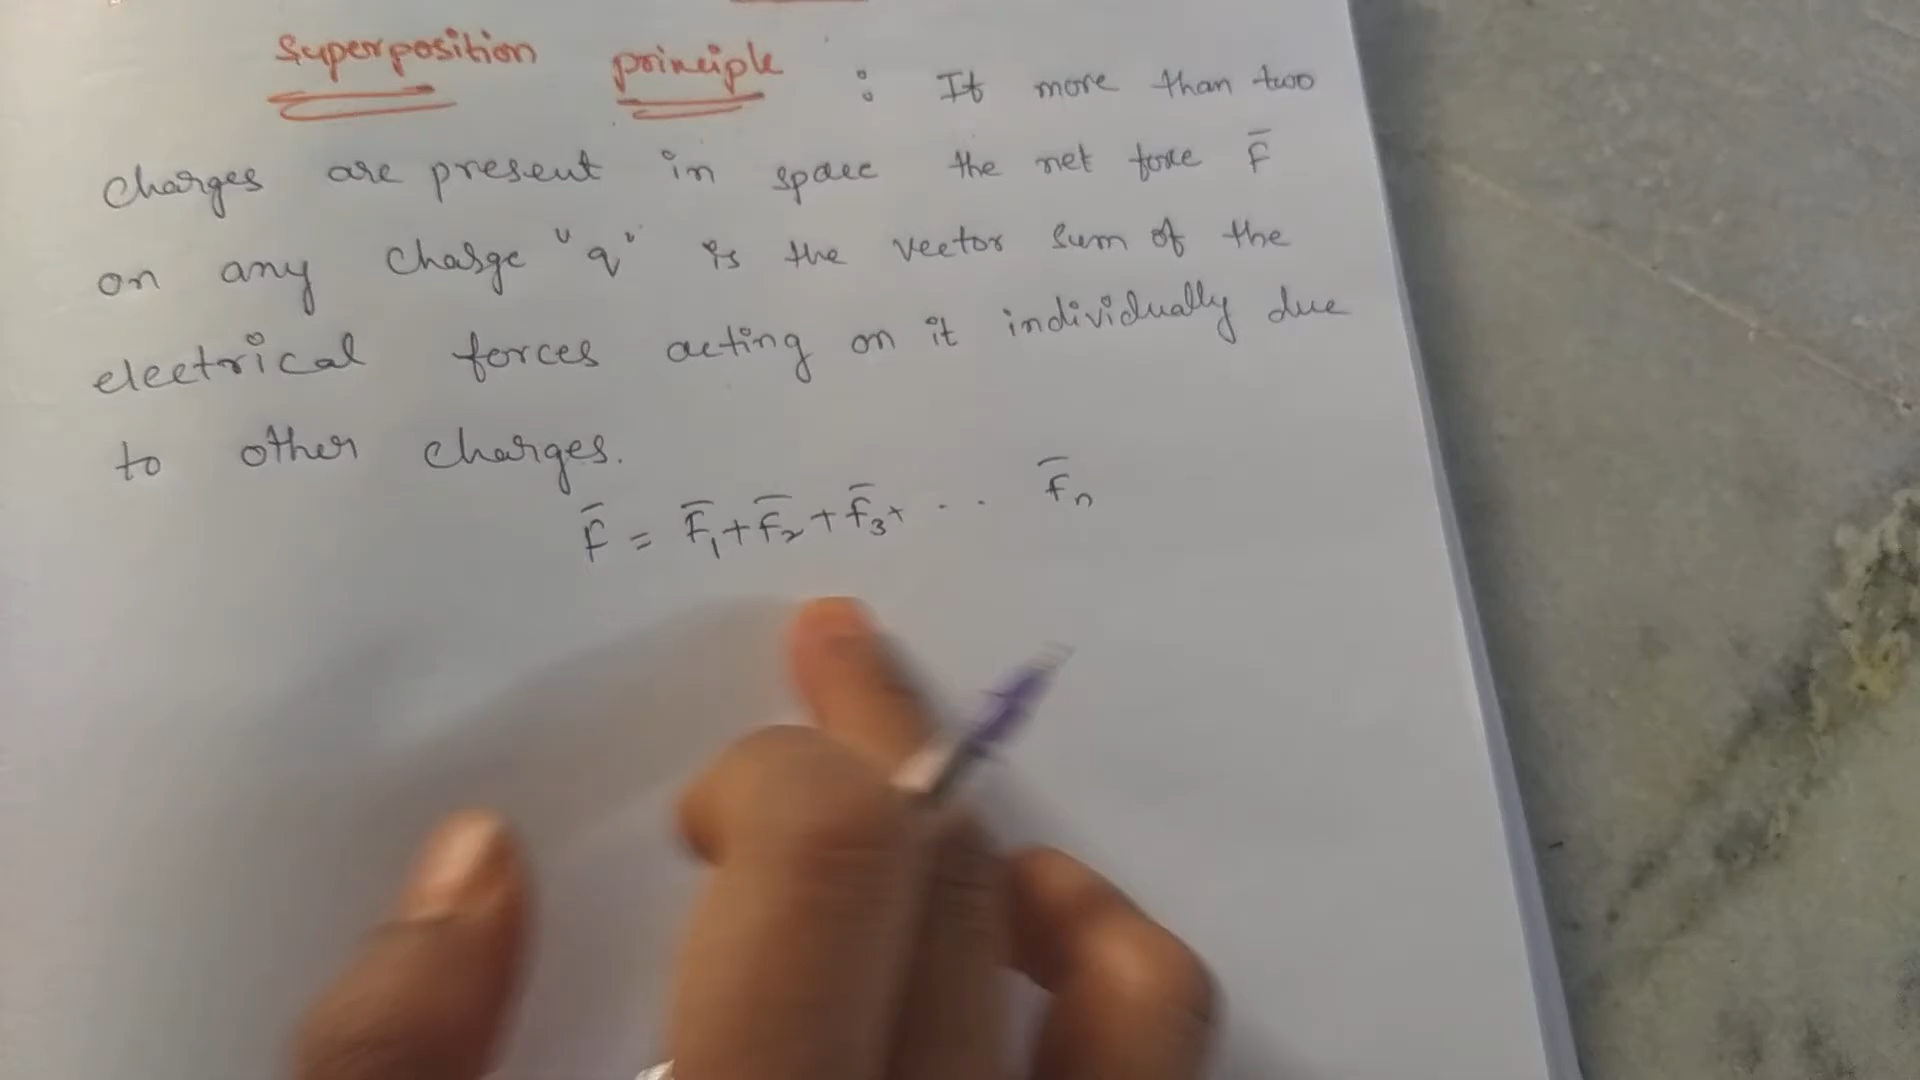 Superposition principle : If more than two
charges are present in space the net force F̄
on any charge "q" is the vector sum of the
electrical forces acting on it individually due
to other charges.
F̄ = F̄₁ + F̄₂ + F̄₃ + . . . F̄ₙ